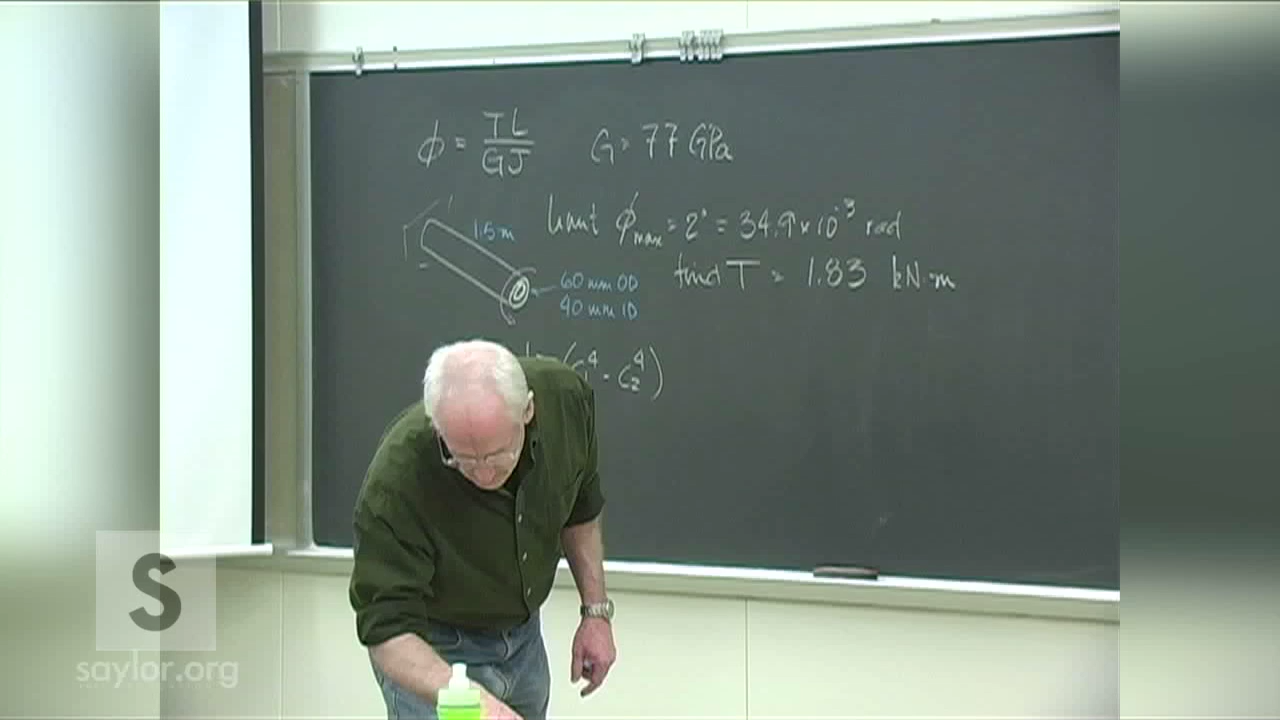 φ = TL/GJ G = 77 GPa
1.5 m
want φmax = 2° = 34.9 × 10⁻³ rad
find T = 1.83 kN·m
60 mm OD
40 mm ID
(c₁⁴ - c₂⁴)
S
saylor.org